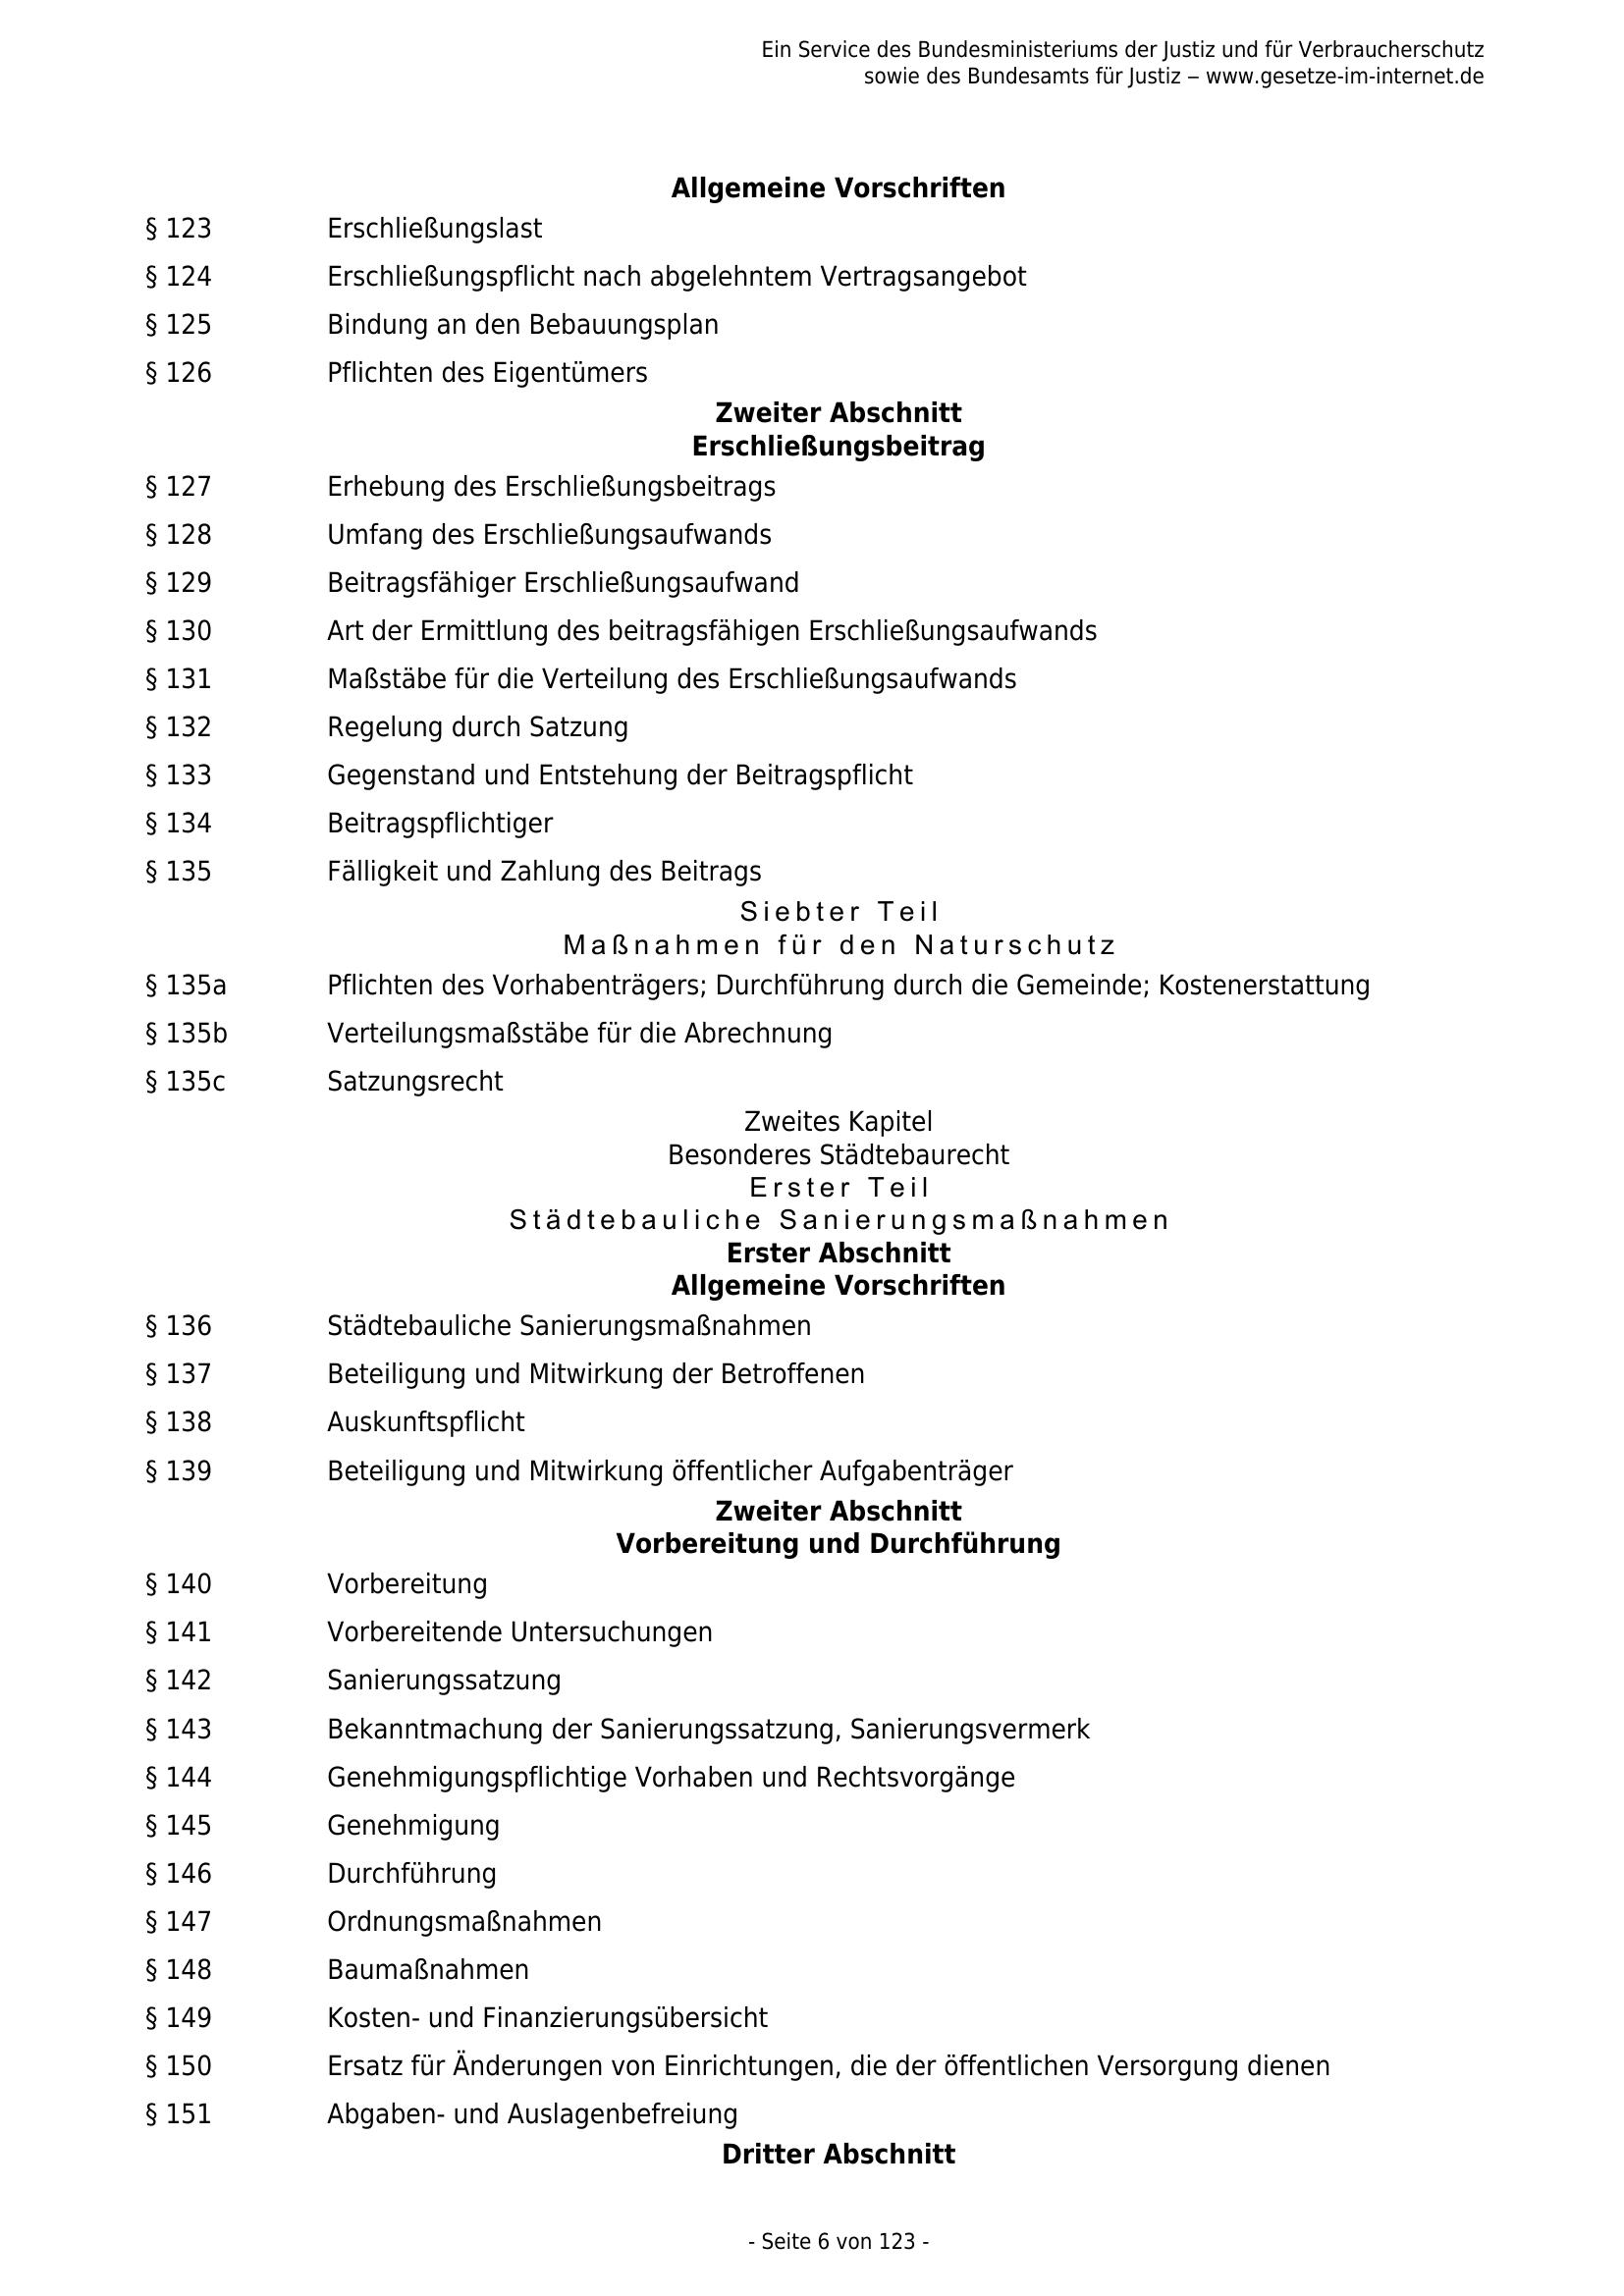 Ein Service des Bundesministeriums der Justiz und für Verbraucherschutz
sowie des Bundesamts für Justiz ‒ www.gesetze-im-internet.de
Allgemeine Vorschriften
§ 123 Erschließungslast
§ 124 Erschließungspflicht nach abgelehntem Vertragsangebot
§ 125 Bindung an den Bebauungsplan
§ 126 Pflichten des Eigentümers
Zweiter Abschnitt
Erschließungsbeitrag
§ 127 Erhebung des Erschließungsbeitrags
§ 128 Umfang des Erschließungsaufwands
§ 129 Beitragsfähiger Erschließungsaufwand
§ 130 Art der Ermittlung des beitragsfähigen Erschließungsaufwands
§ 131 Maßstäbe für die Verteilung des Erschließungsaufwands
§ 132 Regelung durch Satzung
§ 133 Gegenstand und Entstehung der Beitragspflicht
§ 134 Beitragspflichtiger
§ 135 Fälligkeit und Zahlung des Beitrags
Siebter Teil
Maßnahmen für den Naturschutz
§ 135a Pflichten des Vorhabenträgers; Durchführung durch die Gemeinde; Kostenerstattung
§ 135b Verteilungsmaßstäbe für die Abrechnung
§ 135c Satzungsrecht
Zweites Kapitel
Besonderes Städtebaurecht
Erster Teil
Städtebauliche Sanierungsmaßnahmen
Erster Abschnitt
Allgemeine Vorschriften
§ 136 Städtebauliche Sanierungsmaßnahmen
§ 137 Beteiligung und Mitwirkung der Betroffenen
§ 138 Auskunftspflicht
§ 139 Beteiligung und Mitwirkung öffentlicher Aufgabenträger
Zweiter Abschnitt
Vorbereitung und Durchführung
§ 140 Vorbereitung
§ 141 Vorbereitende Untersuchungen
§ 142 Sanierungssatzung
§ 143 Bekanntmachung der Sanierungssatzung, Sanierungsvermerk
§ 144 Genehmigungspflichtige Vorhaben und Rechtsvorgänge
§ 145 Genehmigung
§ 146 Durchführung
§ 147 Ordnungsmaßnahmen
§ 148 Baumaßnahmen
§ 149 Kosten- und Finanzierungsübersicht
§ 150 Ersatz für Änderungen von Einrichtungen, die der öffentlichen Versorgung dienen
§ 151 Abgaben- und Auslagenbefreiung
Dritter Abschnitt
- Seite 6 von 123 -